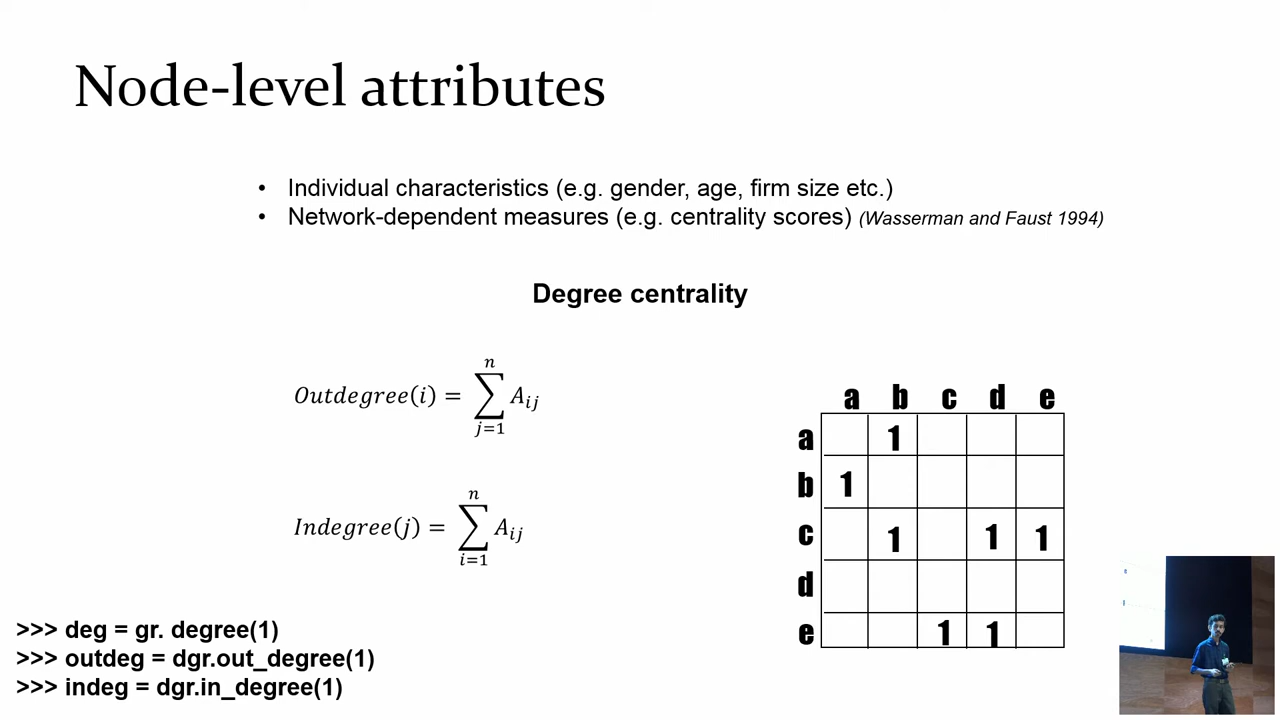 Node-level attributes
• Individual characteristics (e.g. gender, age, firm size etc.)
• Network-dependent measures (e.g. centrality scores) (Wasserman and Faust 1994)
Degree centrality
Outdegree(i) = ∑ n j=1 A ij
Indegree(j) = ∑ n i=1 A ij
a b c d e
a 1
b 1
c 1 1 1
d
e 1 1
>>> deg = gr. degree(1)
>>> outdeg = dgr.out_degree(1)
>>> indeg = dgr.in_degree(1)